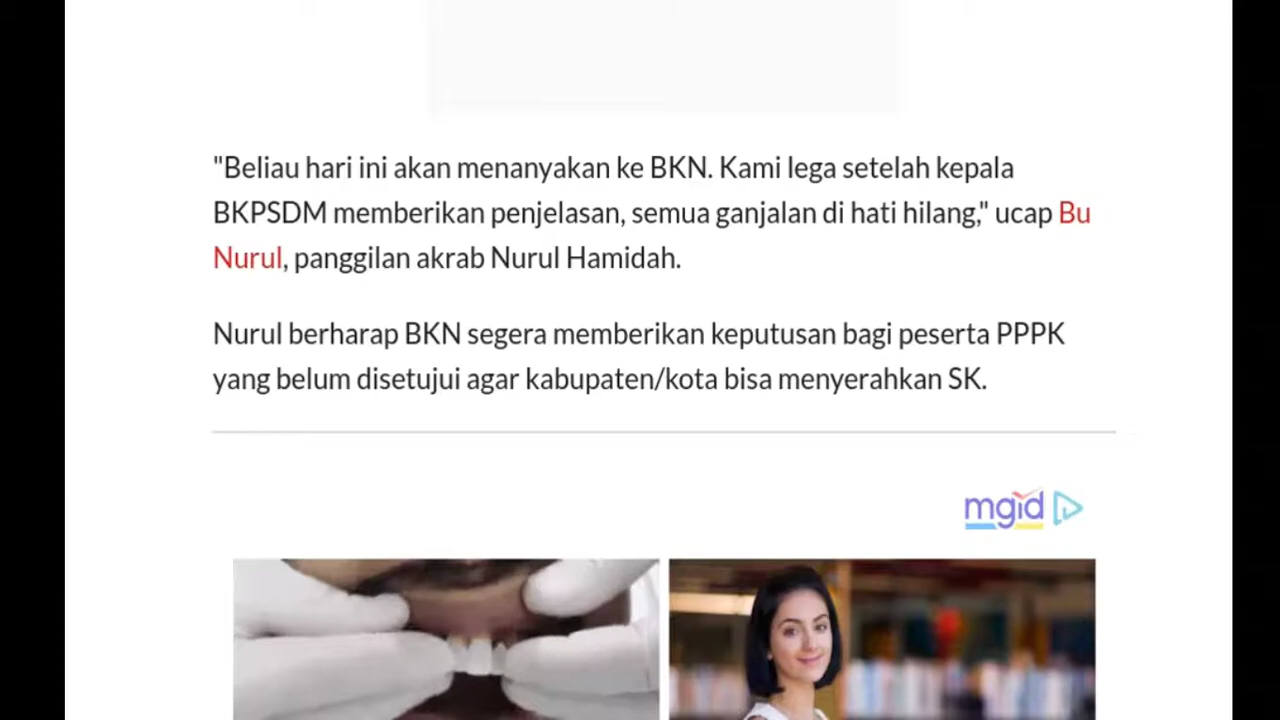 "Beliau hari ini akan menanyakan ke BKN. Kami lega setelah kepala
BKPSDM memberikan penjelasan, semua ganjalan di hati hilang," ucap Bu
Nurul, panggilan akrab Nurul Hamidah.
Nurul berharap BKN segera memberikan keputusan bagi peserta PPPK
yang belum disetujui agar kabupaten/kota bisa menyerahkan SK.
mgid